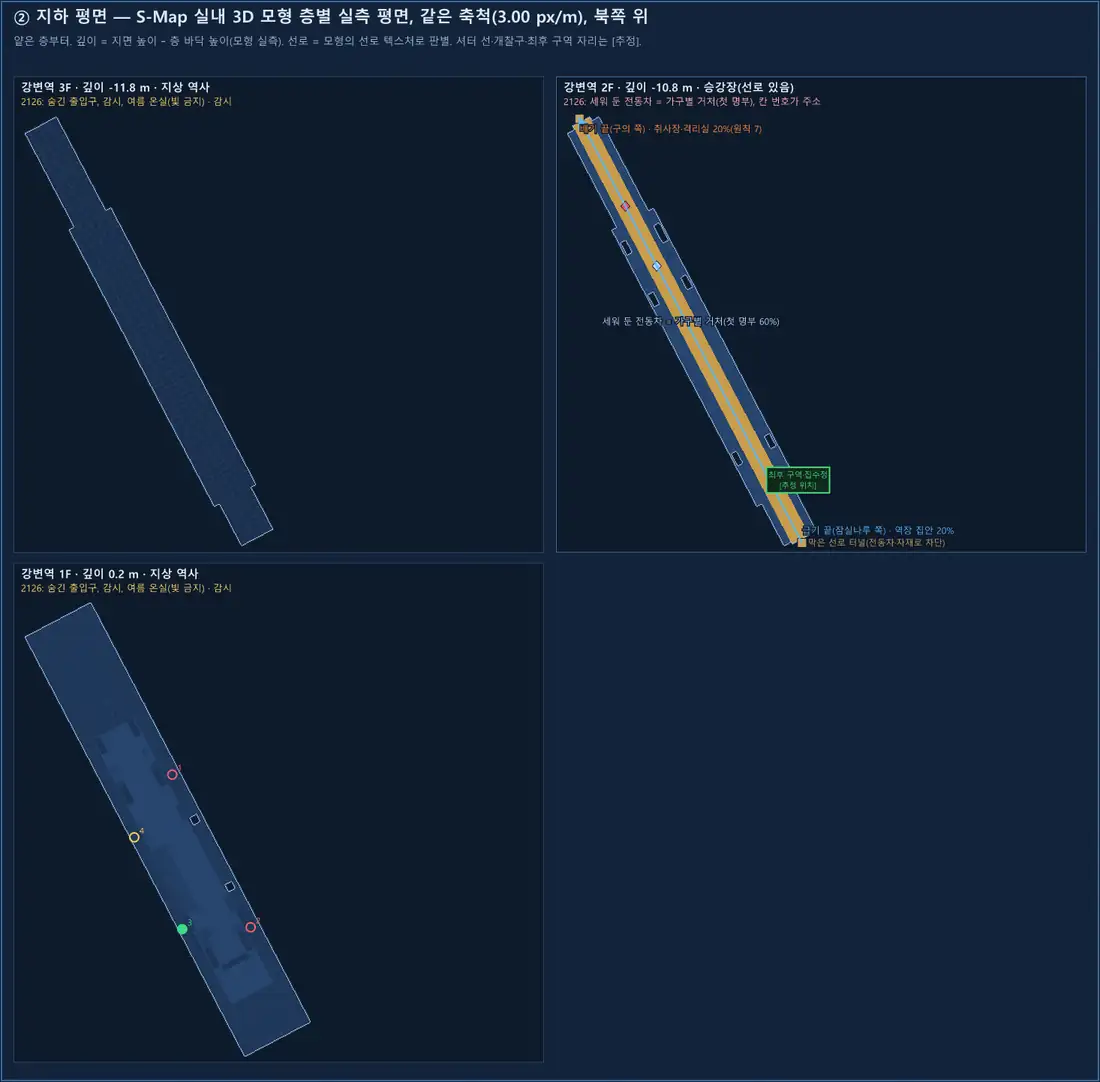 ② 지하 평면 — S-Map 실내 3D 모형 층별 실측 평면, 같은 축척(3.00 px/m), 북쪽 위
얕은 층부터. 깊이 = 지면 높이 − 층 바닥 높이(모형 실측). 선로 = 모형의 선로 텍스처로 판별. 셔터 선·개찰구·최후 구역 자리는 [추정].
강변역 3F · 깊이 -11.8 m · 지상 역사
2126: 숨긴 출입구, 감시, 여름 온실(빛 금지) · 감시
강변역 2F · 깊이 -10.8 m · 승강장(선로 있음)
2126: 세워 둔 전동차 = 가구별 거처(첫 명부), 칸 번호가 주소
배기 끝(구의 쪽) · 취사장·격리실 20%(원칙 7)
세워 둔 전동차 = 가구별 거처(첫 명부 60%)
최후 구역·집수정
[추정 위치]
급기 끝(잠실나루 쪽) · 역장 집안 20%
막은 선로 터널(전동차·자재로 차단)
강변역 1F · 깊이 0.2 m · 지상 역사
2126: 숨긴 출입구, 감시, 여름 온실(빛 금지) · 감시
1
4
3
2